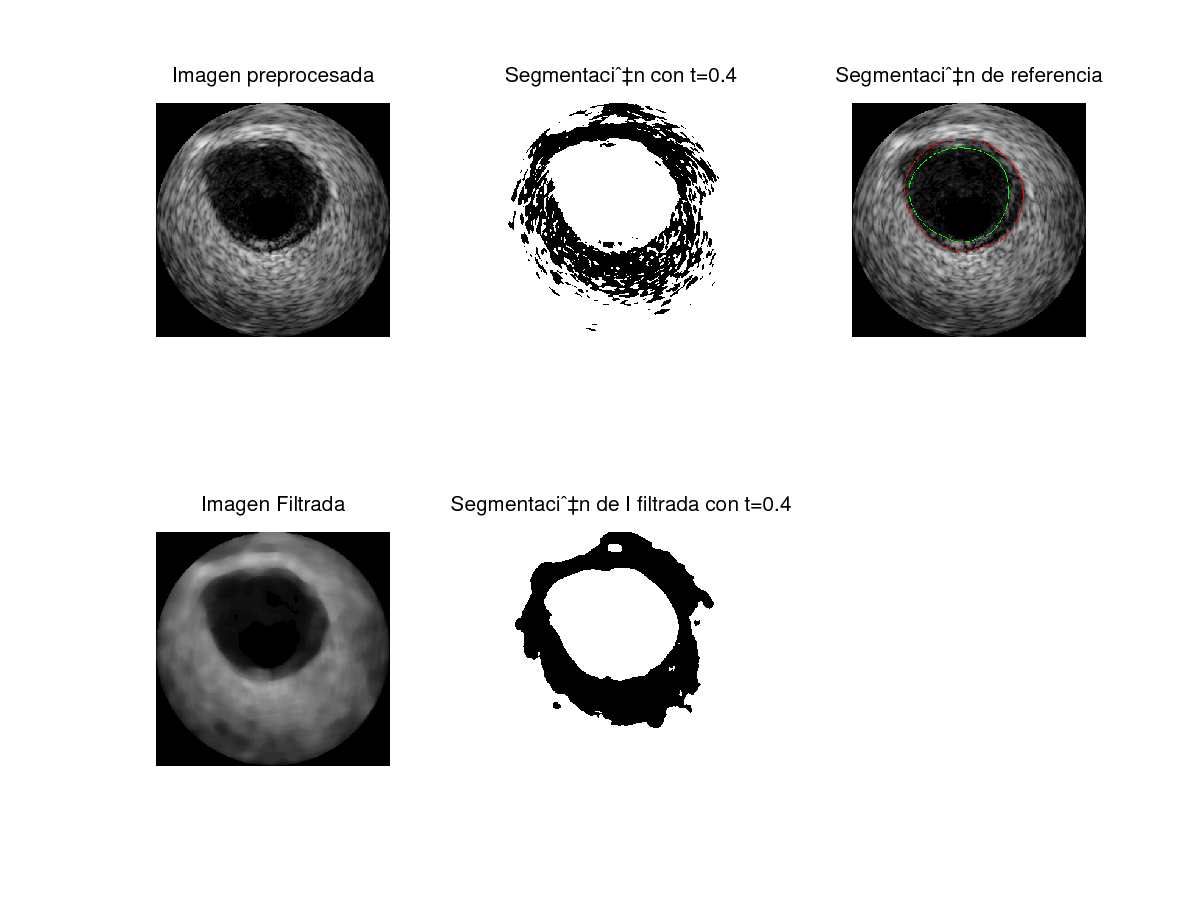 Imagen preprocesada
Segmentaciˆ‡n con t=0.4
Segmentaciˆ‡n de referencia
Imagen Filtrada
Segmentaciˆ‡n de I filtrada con t=0.4